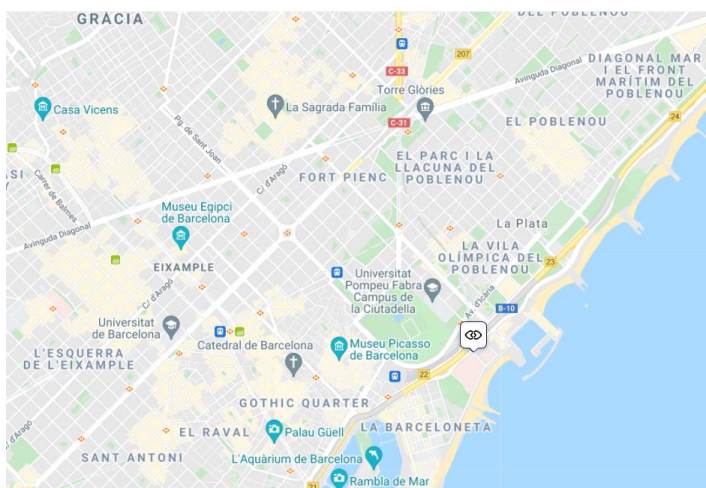 DEL POBLENOU
GRÀCIA
207
C-33
Avinguda Diagonal
DIAGONAL MAR
I EL FRONT
MARÍTIM DEL
POBLENOU
Casa Vicens
La Sagrada Família
Torre Glòries
C-31
24
EL POBLENOU
Pg. de Sant Joan
C/ d'Aragó
FORT PIENC
EL PARC I LA
LLACUNA DEL
POBLENOU
Carrer de Balmes
Museu Egipci
de Barcelona
La Plata
Avinguda Diagonal
LA VILA
OLÍMPICA DEL
POBLENOU
23
EIXAMPLE
Universitat
Pompeu Fabra
Campus de
la Ciutadella
Av. d'Icària
B-10
C/ d'Aragó
Universitat
de Barcelona
Catedral de Barcelona
Museu Picasso
de Barcelona
L'ESQUERRA
DE L'EIXAMPLE
22
GOTHIC QUARTER
LA BARCELONETA
EL RAVAL
Palau Güell
SANT ANTONI
L'Aquàrium de Barcelona
Rambla de Mar
21